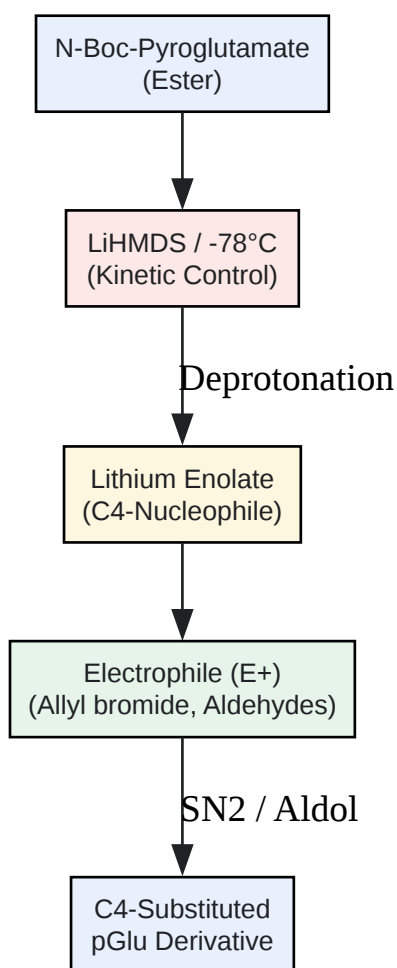 N-Boc-Pyroglutamate
(Ester)
LiHMDS / -78°C
(Kinetic Control)
Deprotonation
Lithium Enolate
(C4-Nucleophile)
Electrophile (E+)
(Allyl bromide, Aldehydes)
SN2 / Aldol
C4-Substituted
pGlu Derivative